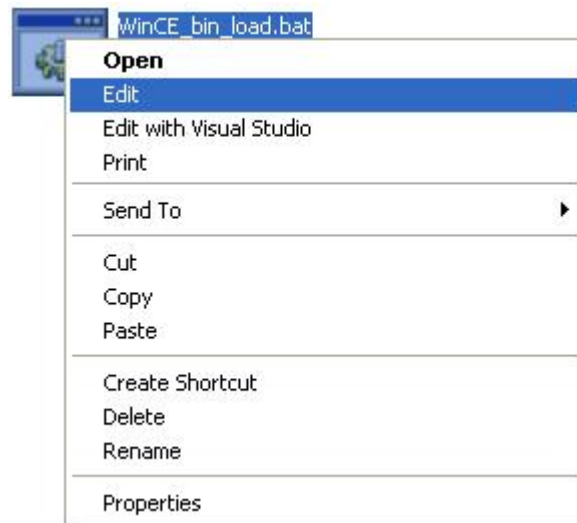 WinCE_bin_load.bat
Open
Edit
Edit with Visual Studio
Print
Send To
Cut
Copy
Paste
Create Shortcut
Delete
Rename
Properties